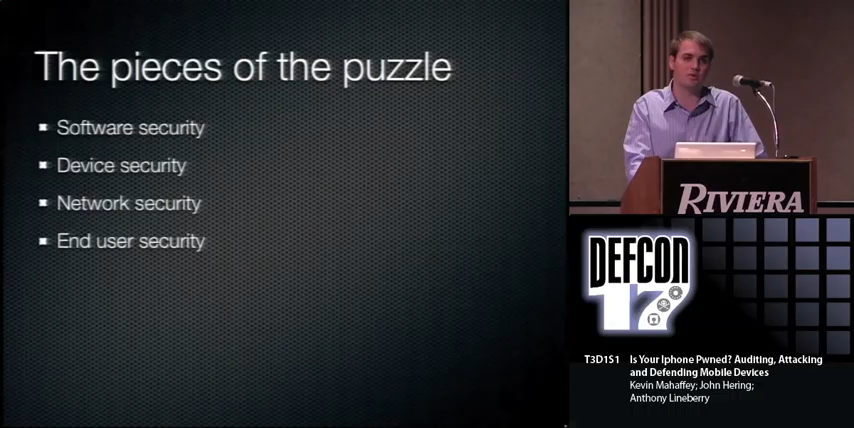 The pieces of the puzzle
Software security
Device security
Network security
End user security
RIVIERA
DEFCON
17
T3D1S1 Is Your Iphone Pwned? Auditing, Attacking
and Defending Mobile Devices
Kevin Mahaffey; John Hering;
Anthony Lineberry